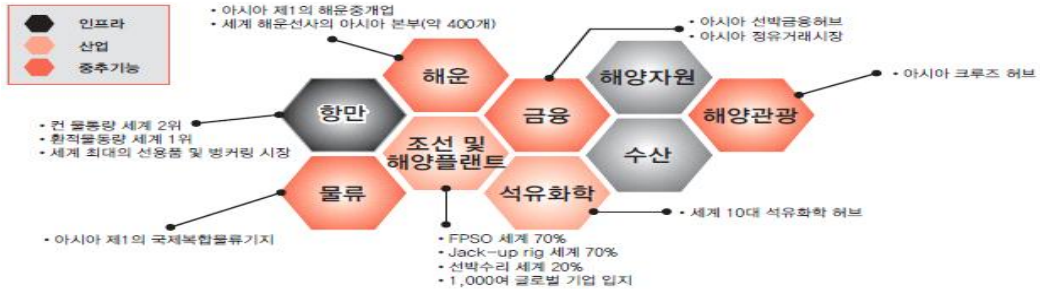 인프라
산업
중추기능
• 아시아 제1의 해운중개업
• 세계 해운선사의 아시아 본부(약 400개)
• 아시아 선박금융허브
• 아시아 정유거래시장
• 아시아 크루즈 허브
해운
해양자원
항만
금융
해양관광
• 컨 물통량 세계 2위
• 환적물동량 세계 1위
• 세계 최대의 선용품 및 벙커링 시장
조선 및
해양플랜트
수산
물류
석유화학
• 세계 10대 석유화학 허브
• 아시아 제1의 국제복합물류기지
• FPSO 세계 70%
• Jack-up rig 세계 70%
• 선박수리 세계 20%
• 1,000여 글로벌 기업 입지